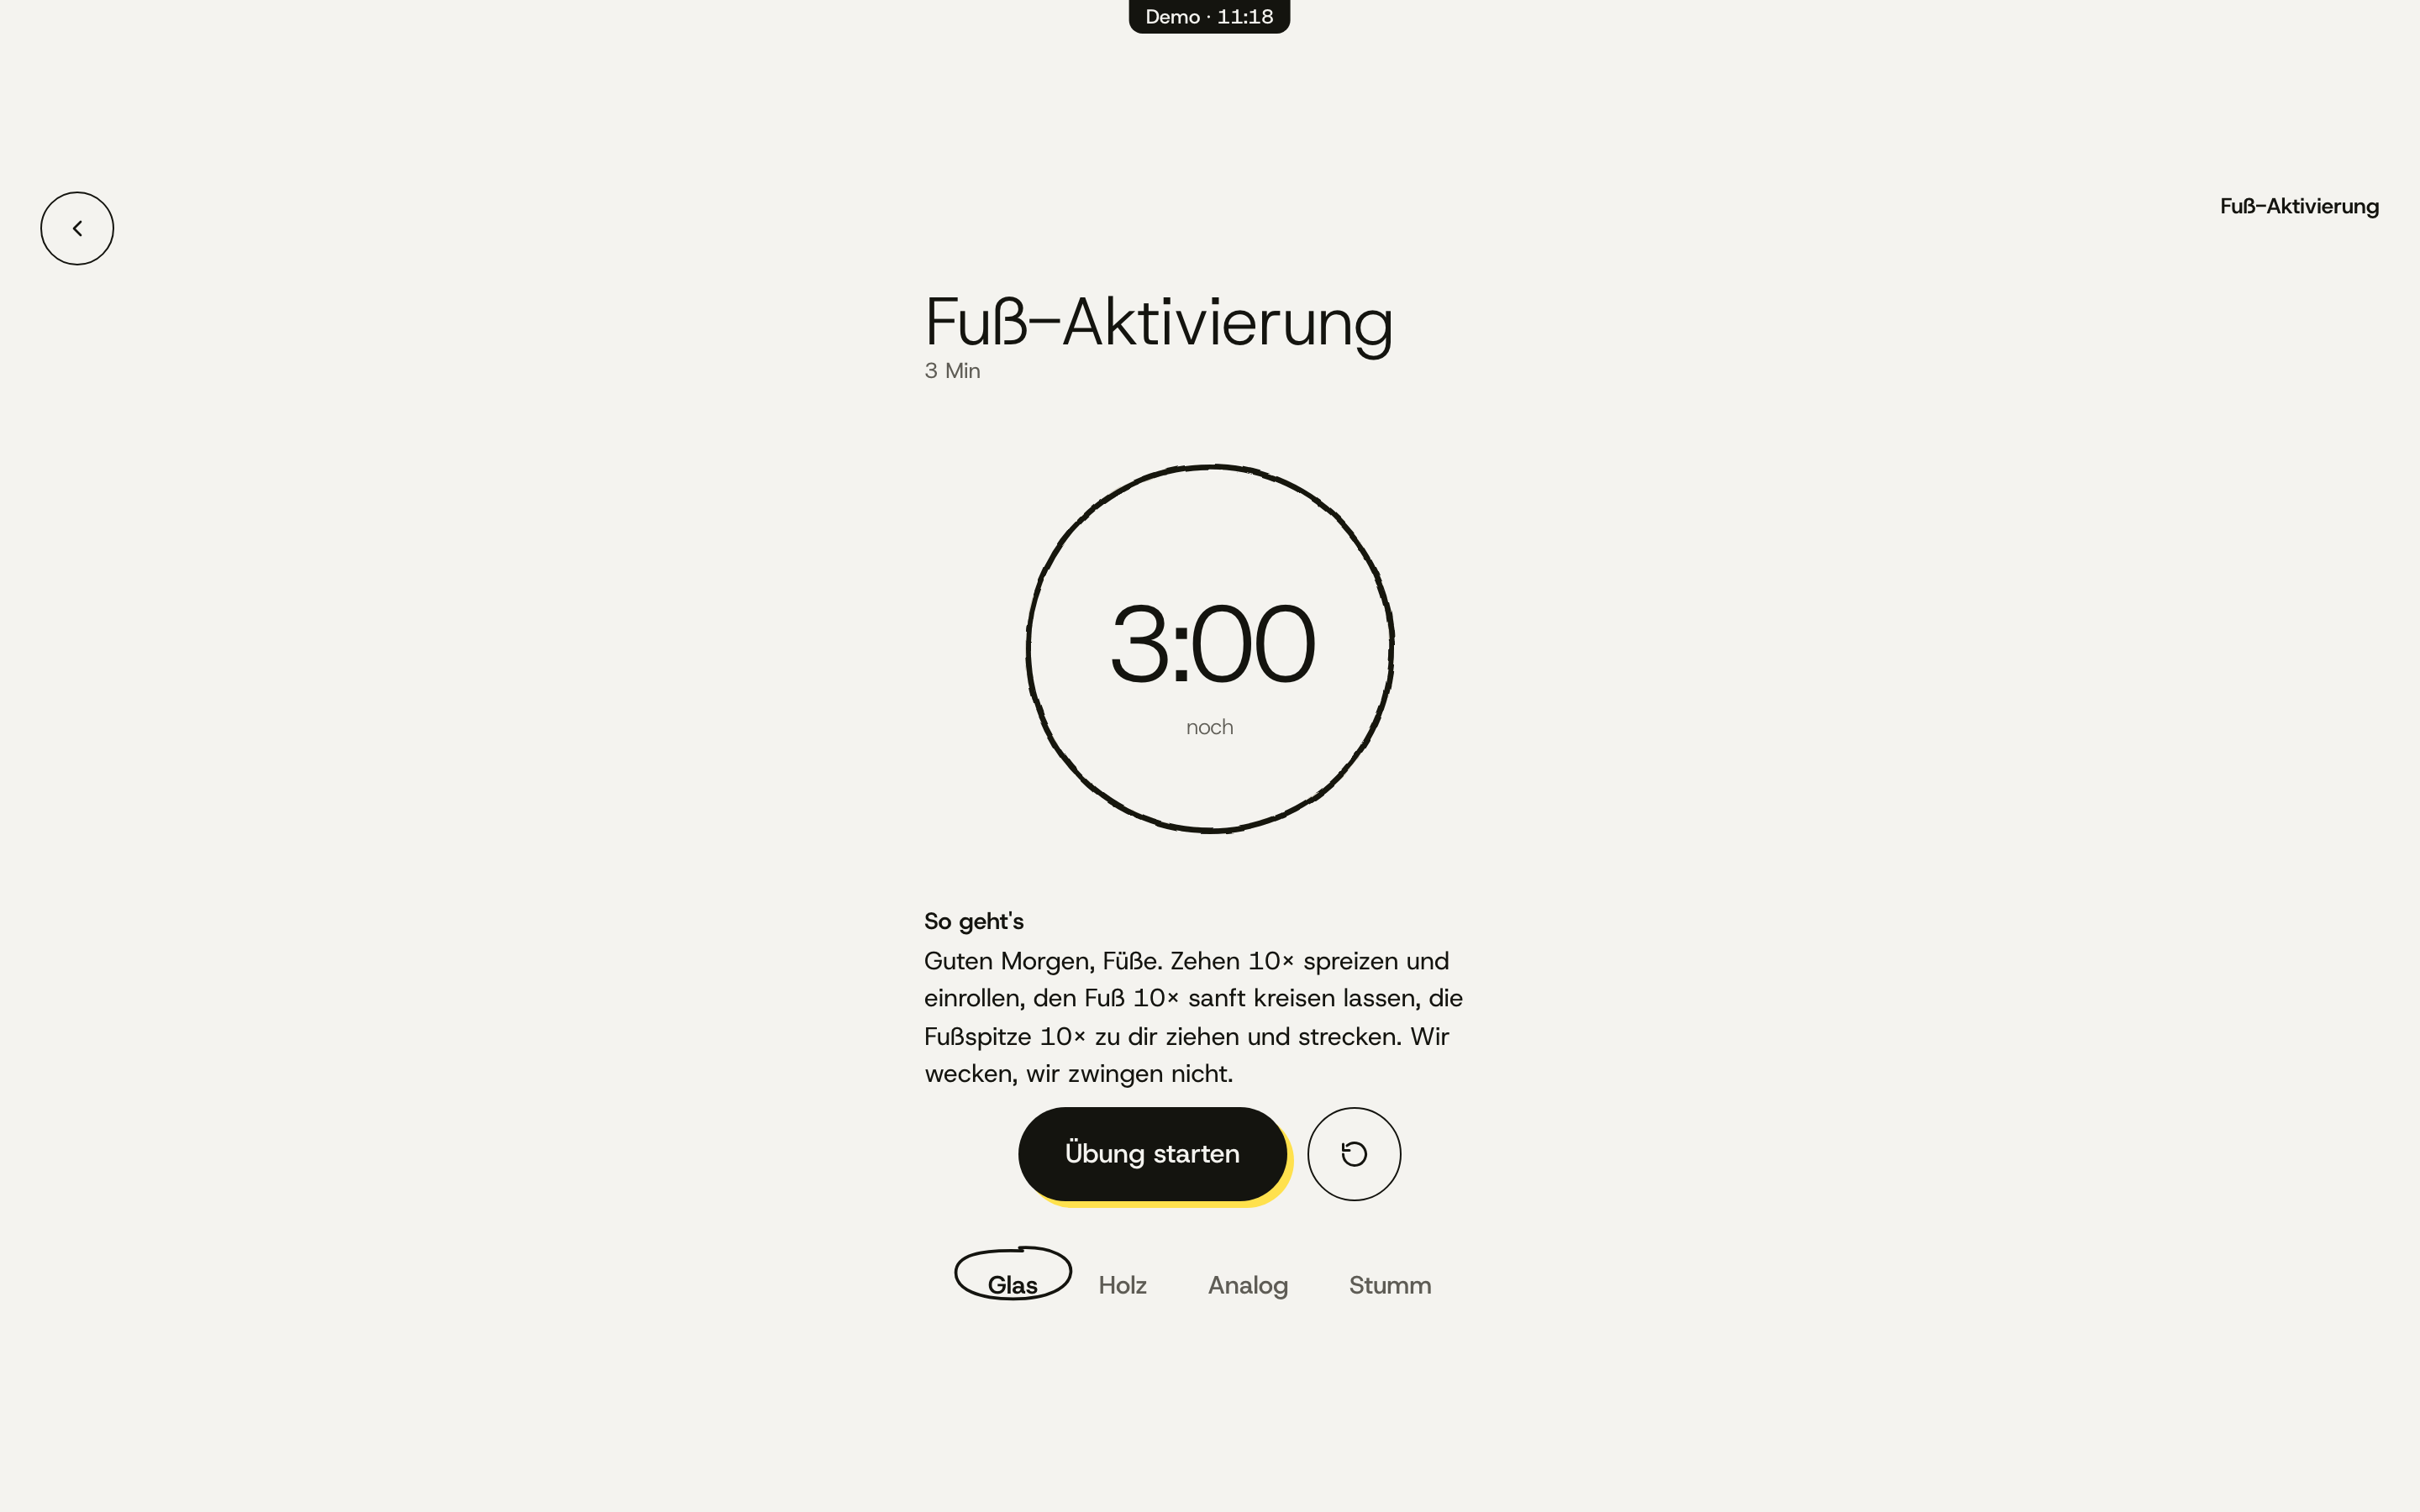 Demo · 11:18
Fuß-Aktivierung
Fuß-Aktivierung
3 Min
3:00
noch
So geht's
Guten Morgen, Füße. Zehen 10× spreizen und
einrollen, den Fuß 10× sanft kreisen lassen, die
Fußspitze 10× zu dir ziehen und strecken. Wir
wecken, wir zwingen nicht.
Übung starten
Glas Holz Analog Stumm